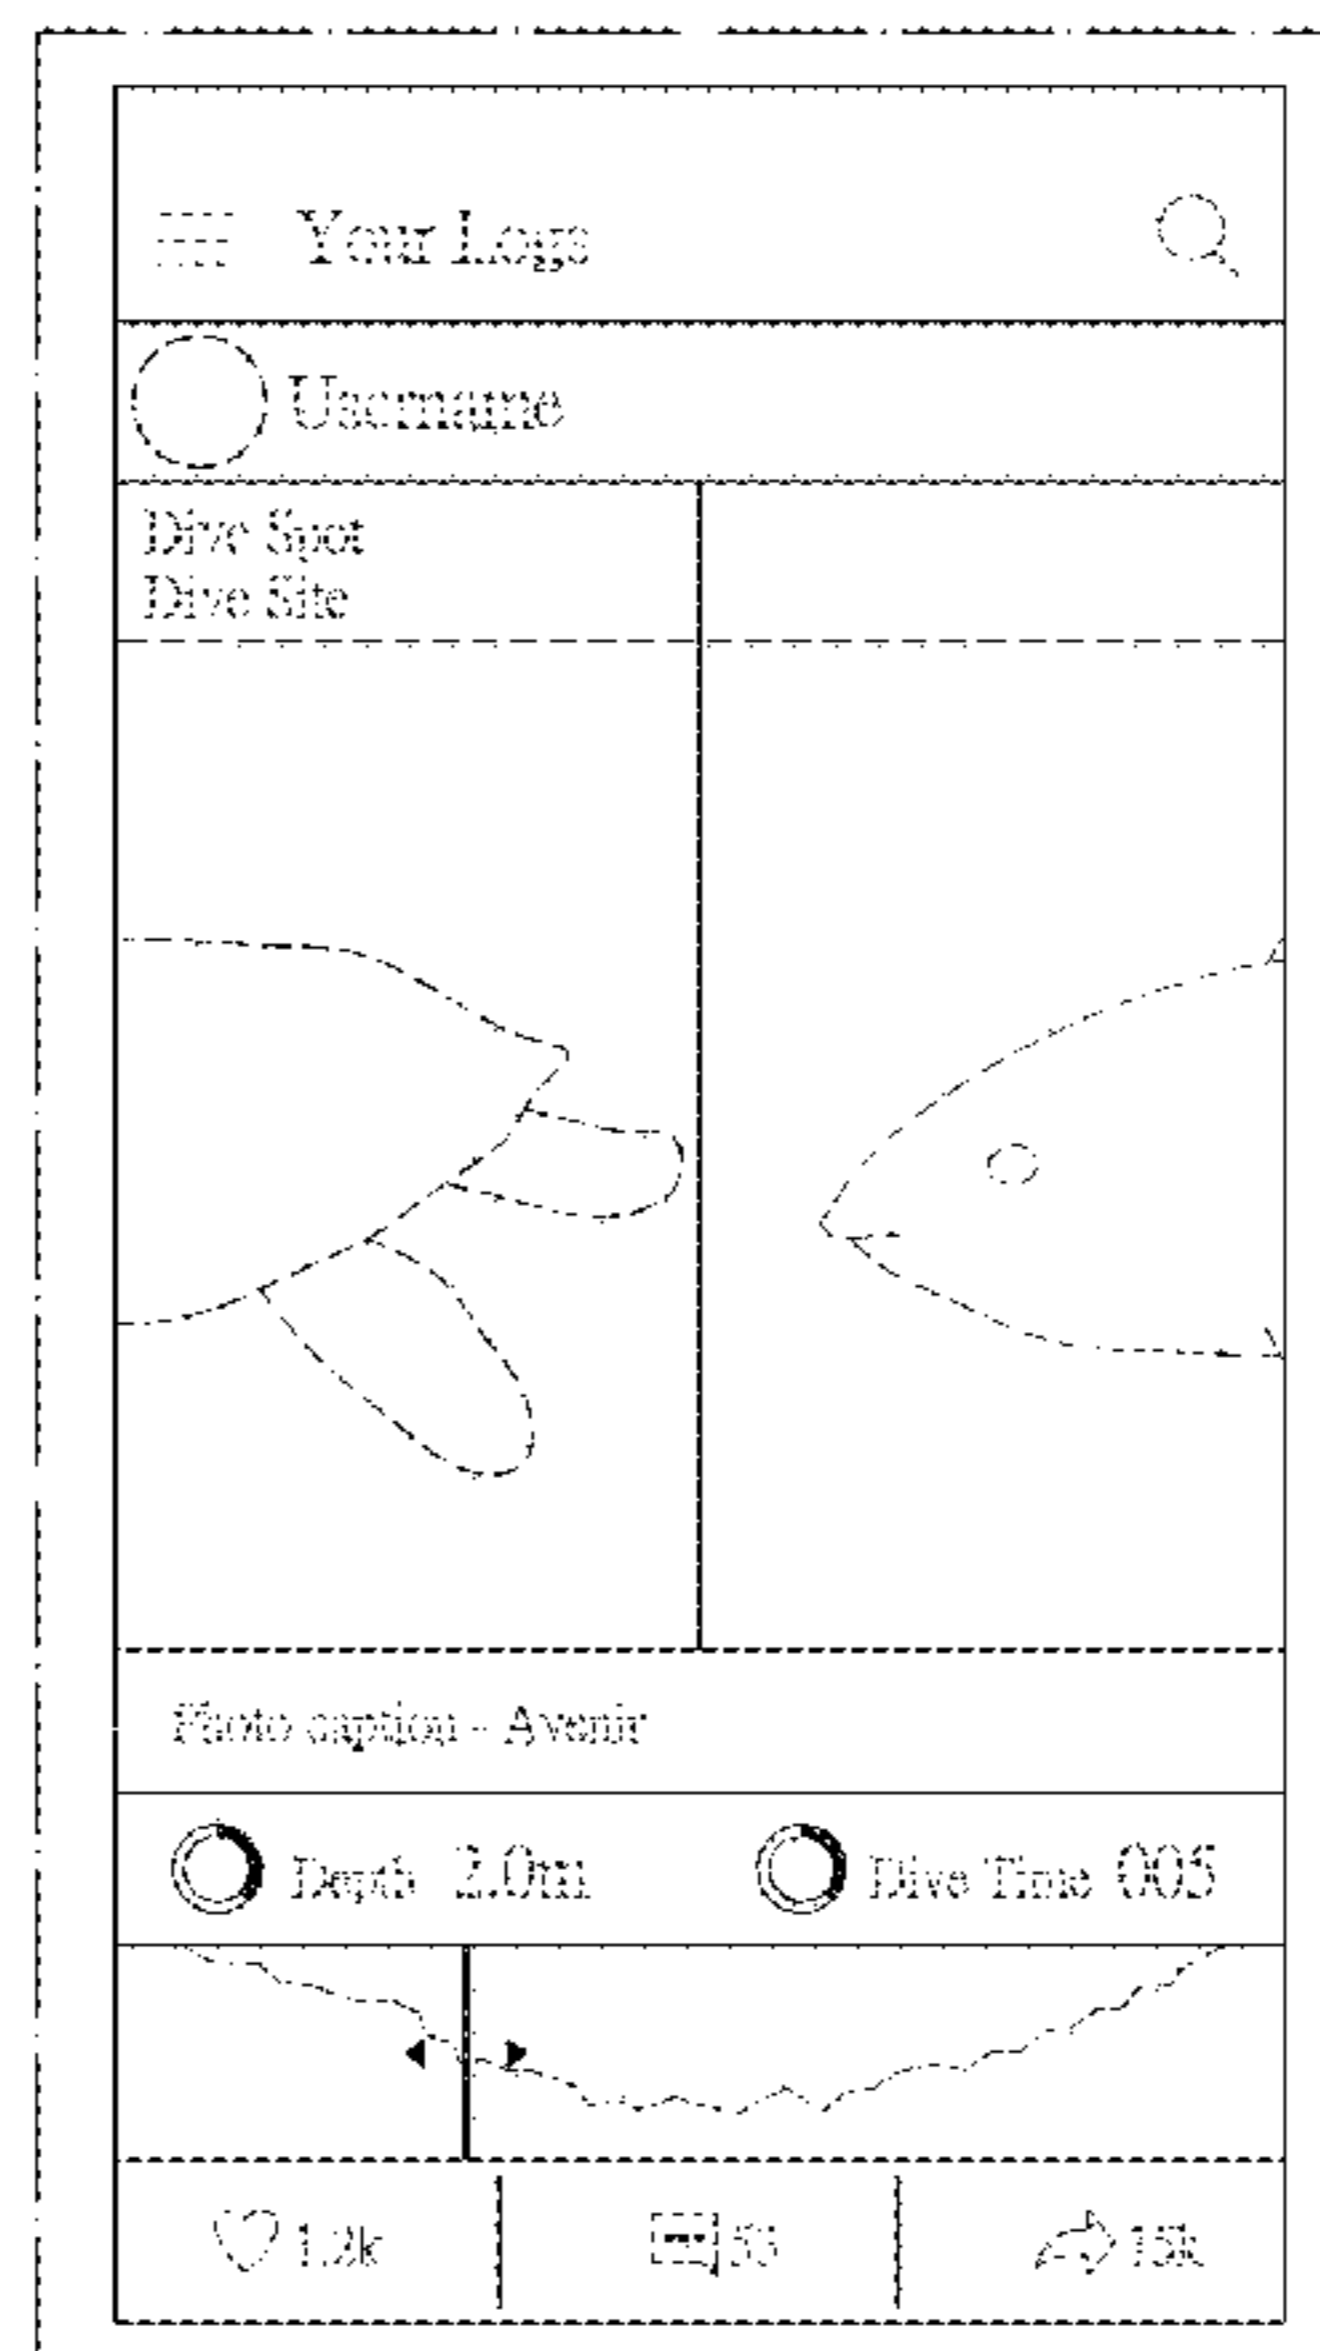 Your Logs
Username
Dive Spot
Dive Site
Photo caption - Avenir
Depth 2.0m Dive Time 005
1.2k 53 15k